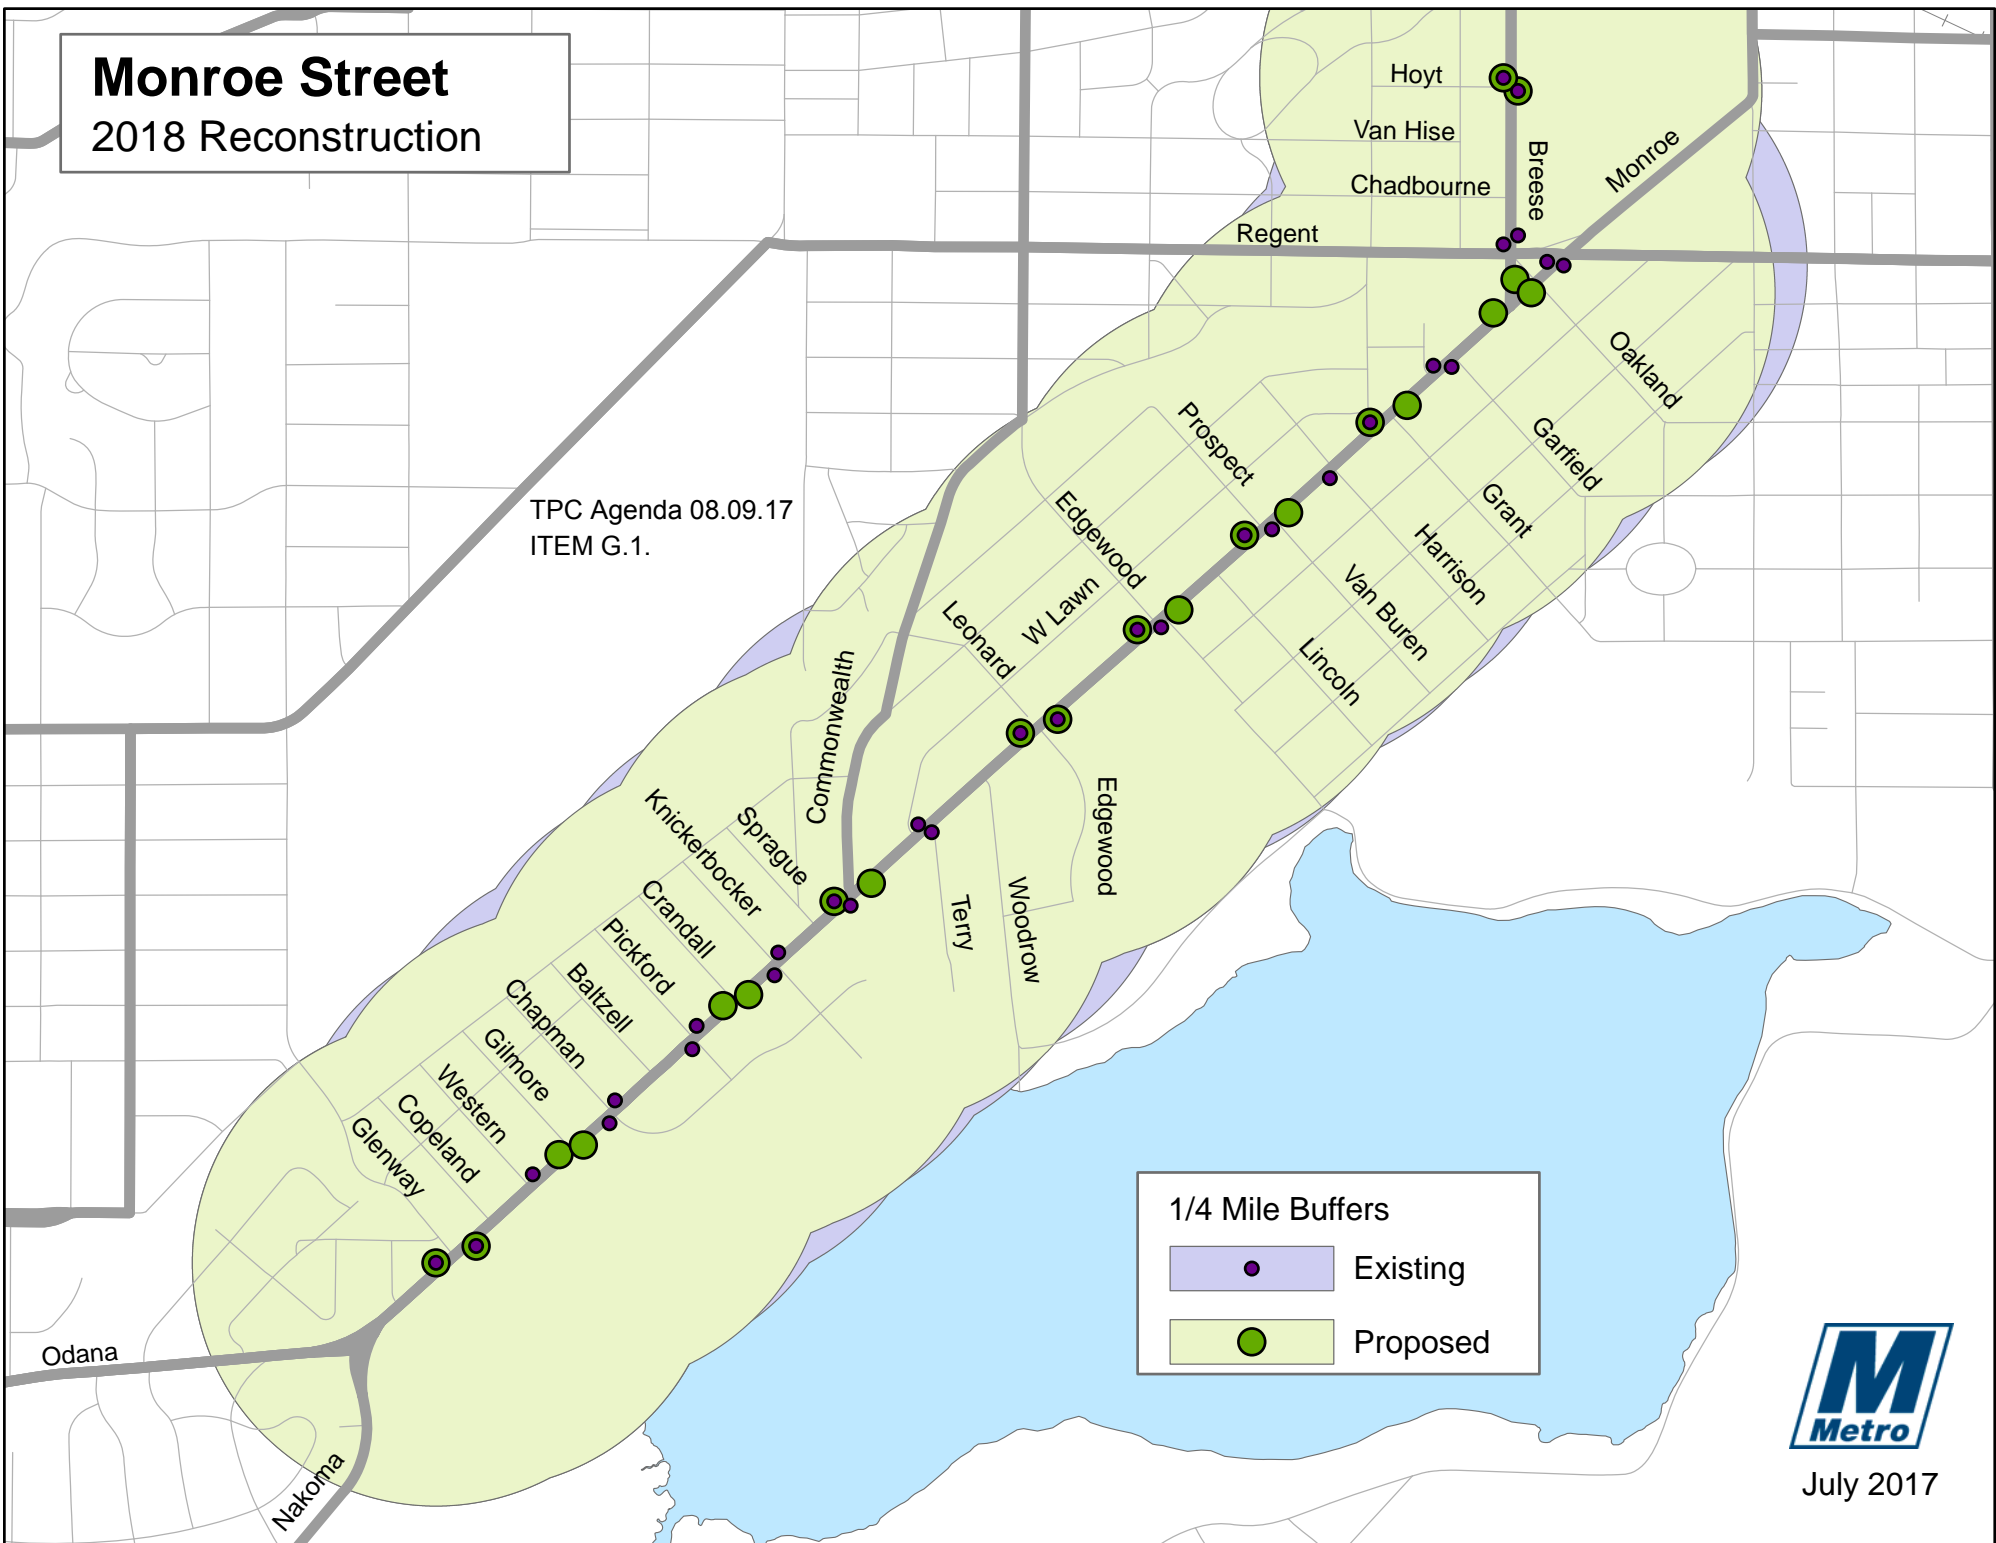 Monroe Street
2018 Reconstruction
Hoyt
Van Hise
Chadbourne
Breese
Monroe
Regent
Oakland
Garfield
Grant
Harrison
Van Buren
Lincoln
Prospect
Edgewood
W Lawn
Leonard
TPC Agenda 08.09.17
ITEM G.1.
Commonwealth
Edgewood
Woodrow
Terry
Sprague
Knickerbocker
Crandall
Pickford
Baltzell
Chapman
Gilmore
Western
Copeland
Glenway
Odana
Nakoma
1/4 Mile Buffers
Existing
Proposed
M
Metro
July 2017